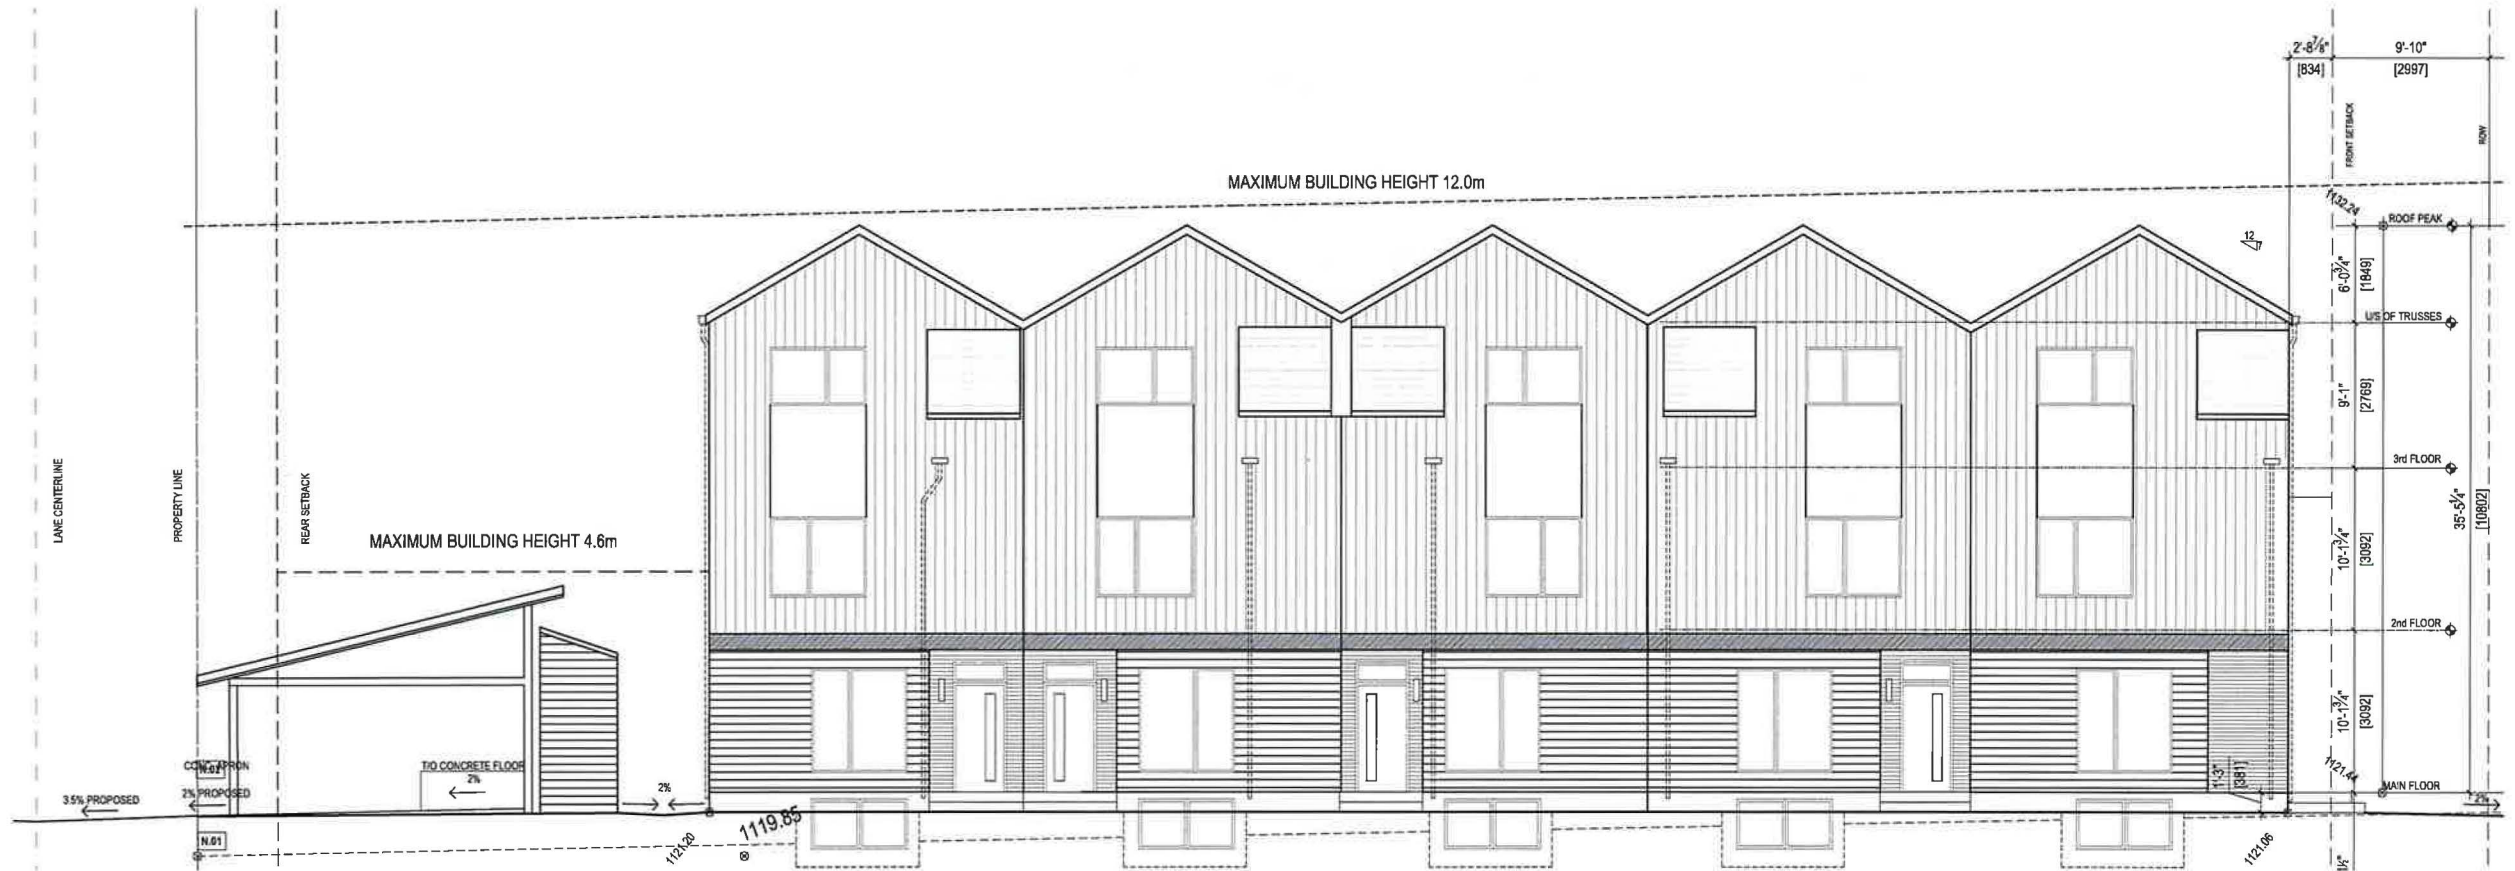 2'-8⅞"
[834]
9'-10"
[2997]
FRONT SETBACK
ROW
MAXIMUM BUILDING HEIGHT 12.0m
1132.24
ROOF PEAK
12
7
6'-0¾"
[1849]
U/S OF TRUSSES
9'-1"
[2769]
3rd FLOOR
35'-5¼"
[10802]
10'-1¾"
[3092]
2nd FLOOR
10'-1¾"
[3092]
LANE CENTERLINE
PROPERTY LINE
REAR SETBACK
MAXIMUM BUILDING HEIGHT 4.6m
CONC. APRON
N.02
T/O CONCRETE FLOOR
2%
3.5% PROPOSED
2% PROPOSED
2%
N.01
1121.20
1119.85
1'-3"
[381]
1121.44
MAIN FLOOR
2%
1121.06